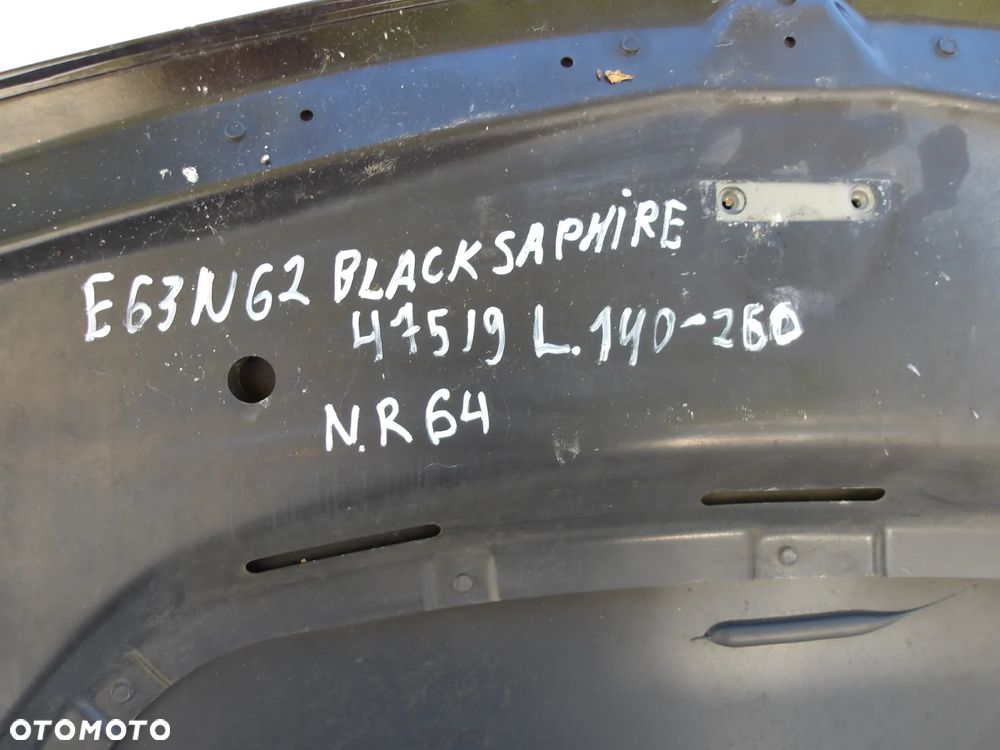 E63N62 BLACKSAPHIRE
47519 L.140-260
N.R 64
OTOMOTO